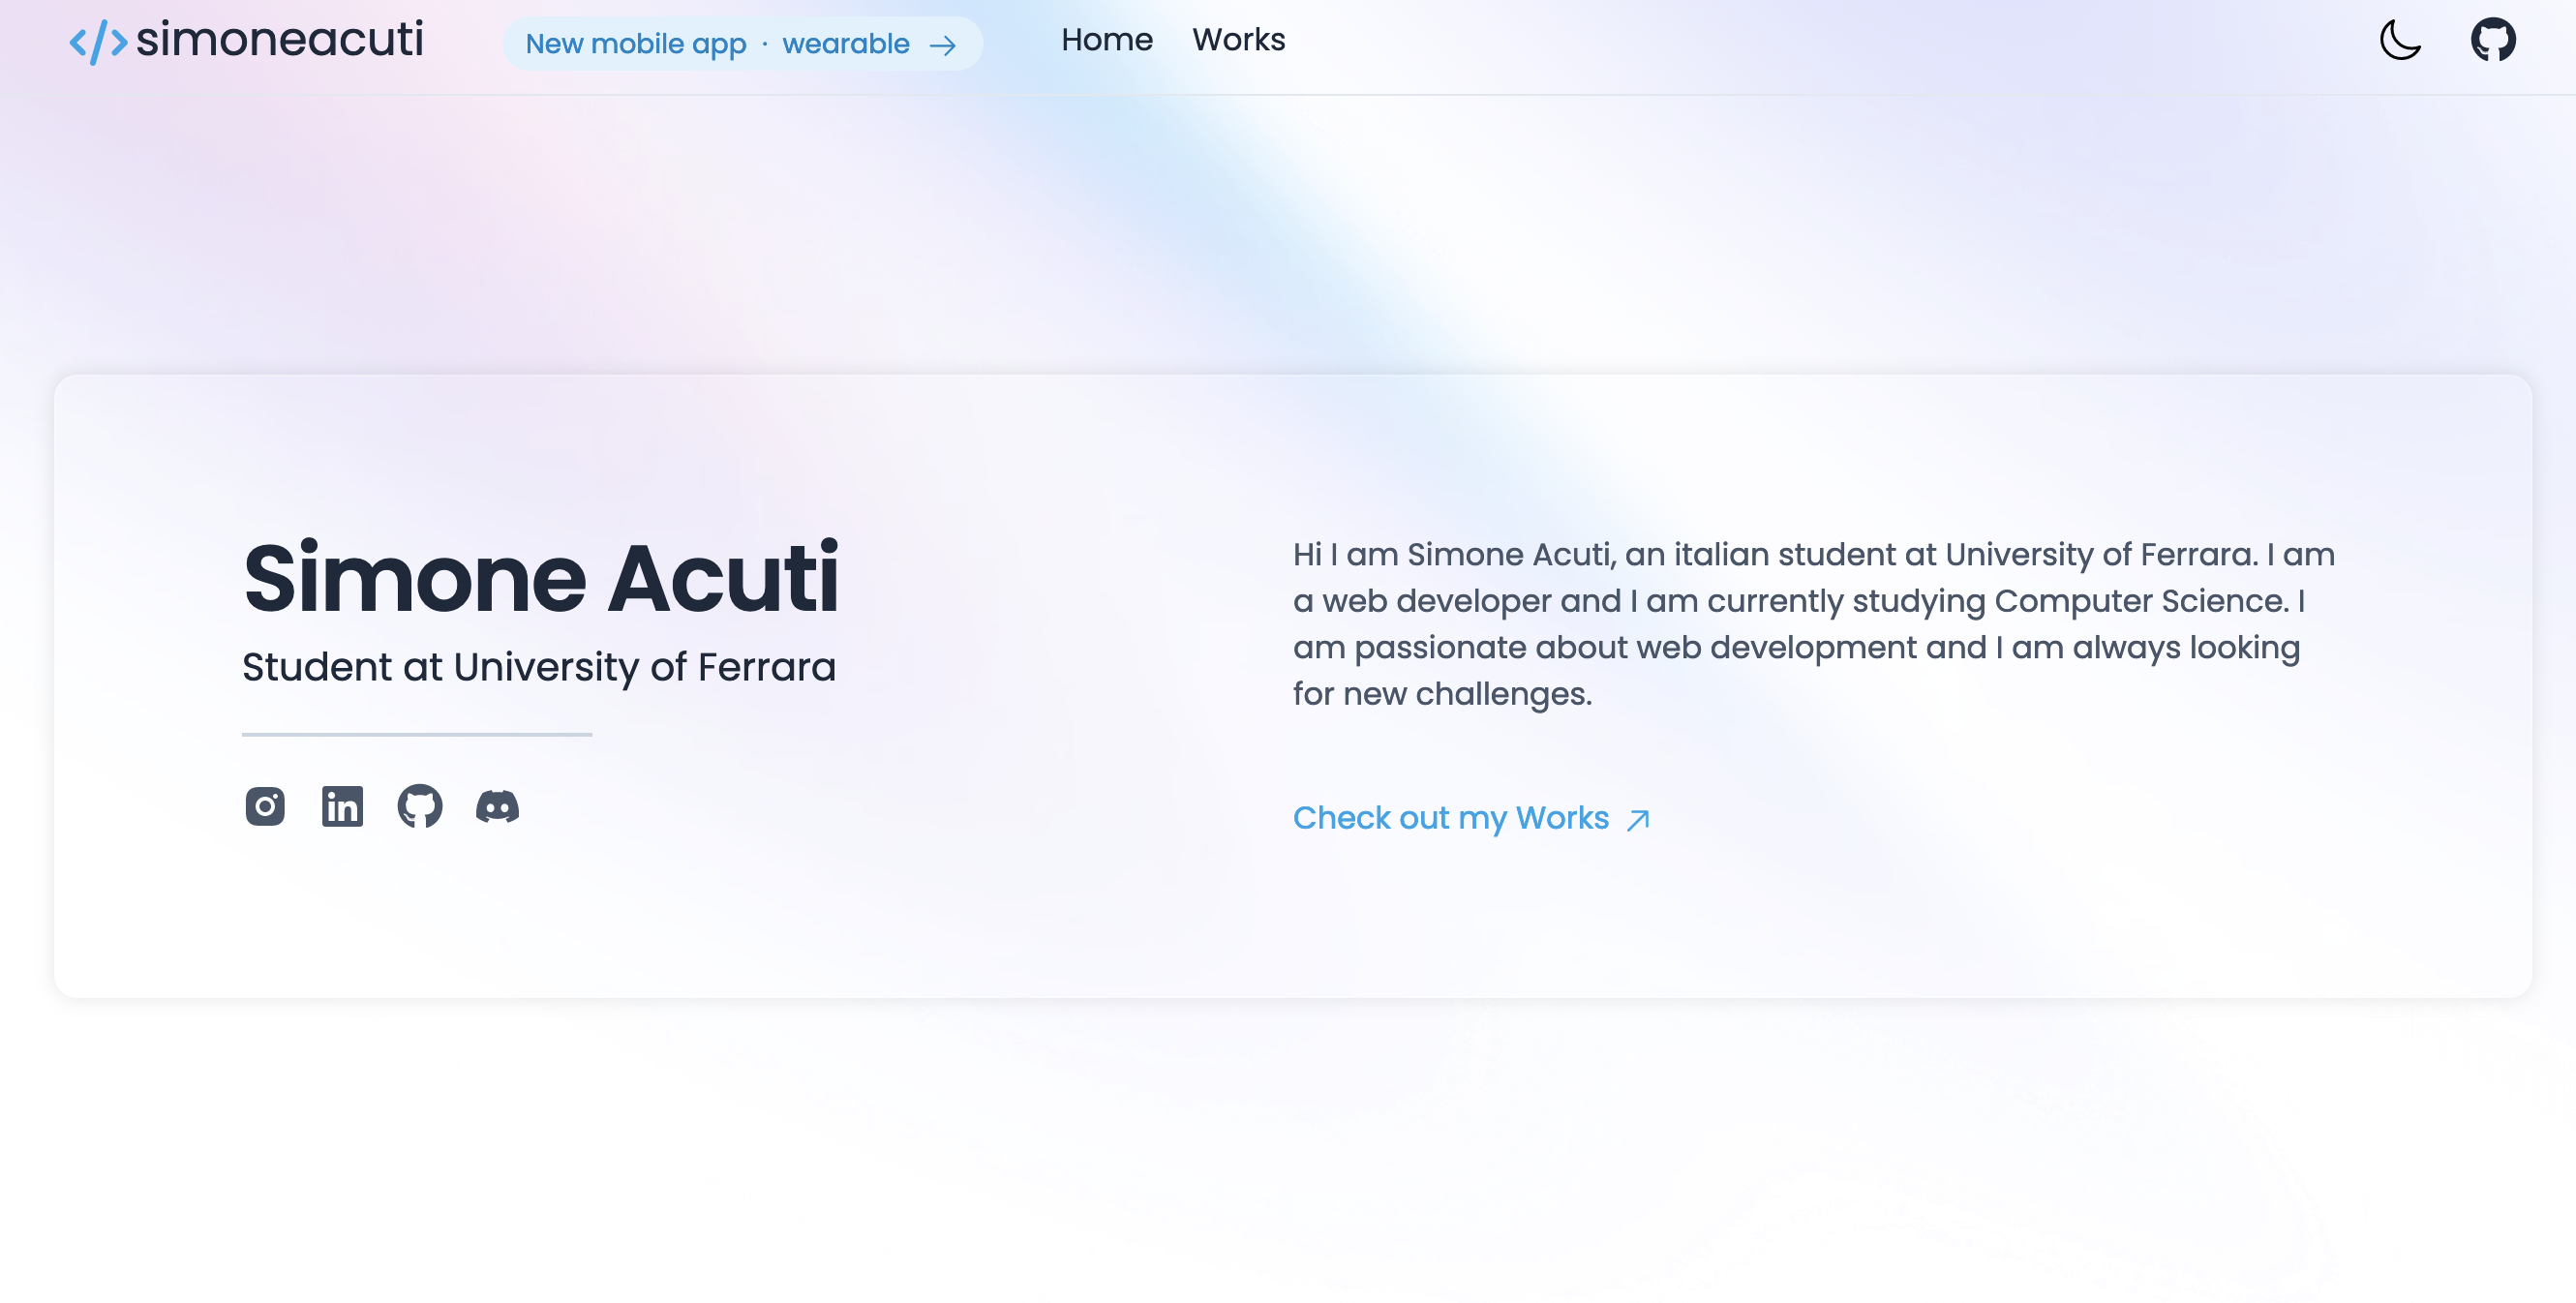 </>simoneacuti
New mobile app · wearable →
Home Works
Simone Acuti
Student at University of Ferrara
Hi I am Simone Acuti, an italian student at University of Ferrara. I am
a web developer and I am currently studying Computer Science. I
am passionate about web development and I am always looking
for new challenges.
Check out my Works ↗